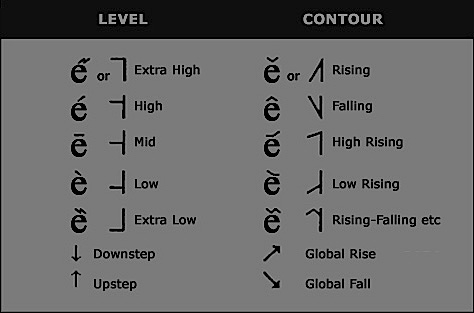 LEVEL CONTOUR
e̋ or ˥ Extra High ě or ˩˥ Rising
é ˦ High ê ˥˩ Falling
ē ˧ Mid e᷄ ˦˥ High Rising
è ˨ Low e᷅ ˩˨ Low Rising
ȅ ˩ Extra Low e᷈ ˧˦˧ Rising-Falling etc
↓ Downstep ↗ Global Rise
↑ Upstep ↘ Global Fall